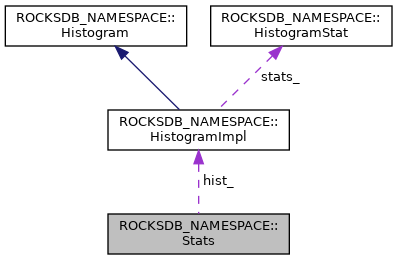 ROCKSDB_NAMESPACE::
Histogram
ROCKSDB_NAMESPACE::
HistogramStat
stats_
ROCKSDB_NAMESPACE::
HistogramImpl
hist_
ROCKSDB_NAMESPACE::
Stats